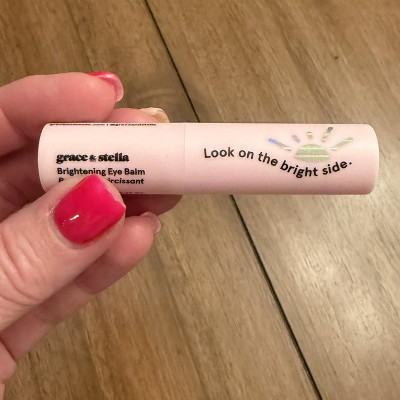 grace & stella
Brightening Eye Balm
Look on the bright side.